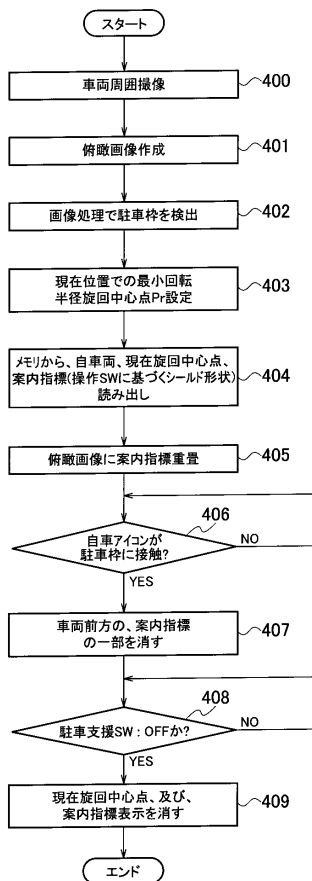 スタート
車両周囲撮像
400
俯瞰画像作成
401
画像処理で駐車枠を検出
402
現在位置での最小回転
半径旋回中心点Pr設定
403
メモリから、自車両、現在旋回中心点、
案内指標(操作SWに基づくシールド形状)
読み出し
404
俯瞰画像に案内指標重畳
405
406
自車アイコンが
駐車枠に接触?
NO
YES
車両前方の、案内指標
の一部を消す
407
408
駐車支援SW:OFFか?
NO
YES
現在旋回中心点、及び、
案内指標表示を消す
409
エンド